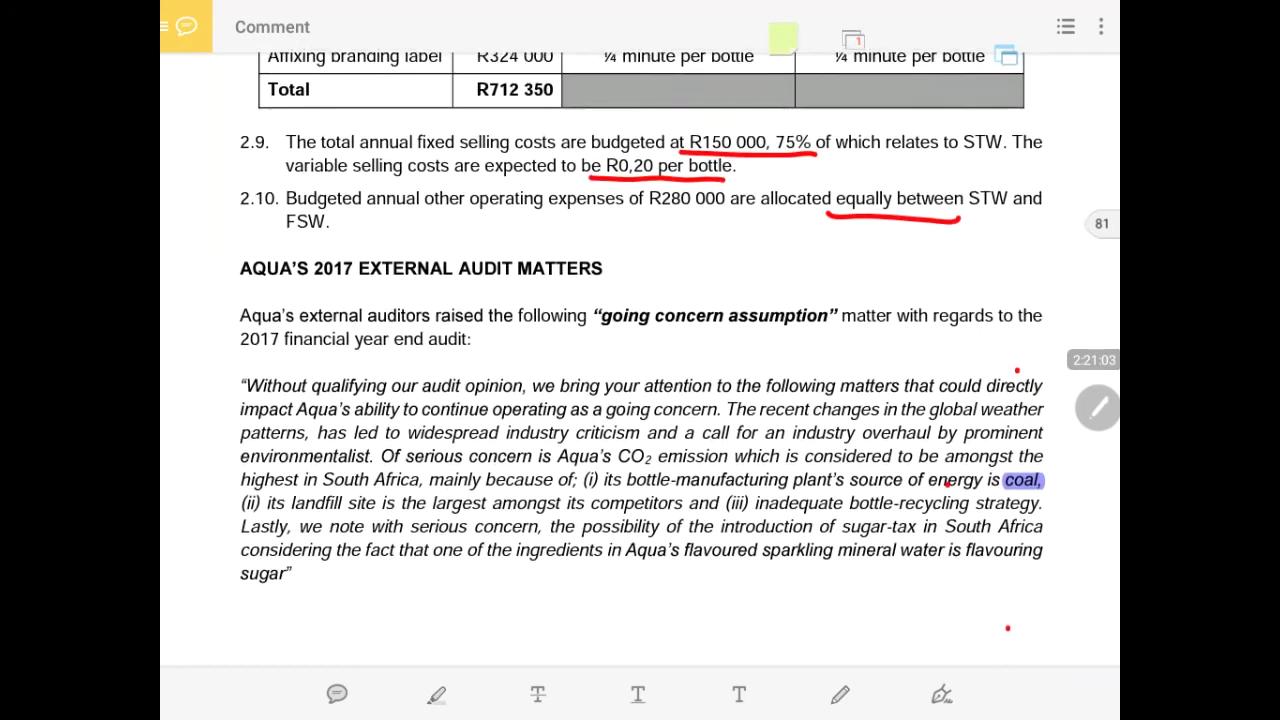 Comment
1
Affixing branding label R324 000 ¼ minute per bottle ¼ minute per bottle
Total R712 350
2.9. The total annual fixed selling costs are budgeted at R150 000, 75% of which relates to STW. The
variable selling costs are expected to be R0,20 per bottle.
2.10. Budgeted annual other operating expenses of R280 000 are allocated equally between STW and
FSW.
81
AQUA’S 2017 EXTERNAL AUDIT MATTERS
Aqua’s external auditors raised the following “going concern assumption” matter with regards to the
2017 financial year end audit:
2:21:03
“Without qualifying our audit opinion, we bring your attention to the following matters that could directly
impact Aqua’s ability to continue operating as a going concern. The recent changes in the global weather
patterns, has led to widespread industry criticism and a call for an industry overhaul by prominent
environmentalist. Of serious concern is Aqua’s CO₂ emission which is considered to be amongst the
highest in South Africa, mainly because of; (i) its bottle-manufacturing plant’s source of energy is coal,
(ii) its landfill site is the largest amongst its competitors and (iii) inadequate bottle-recycling strategy.
Lastly, we note with serious concern, the possibility of the introduction of sugar-tax in South Africa
considering the fact that one of the ingredients in Aqua’s flavoured sparkling mineral water is flavouring
sugar”
T T T